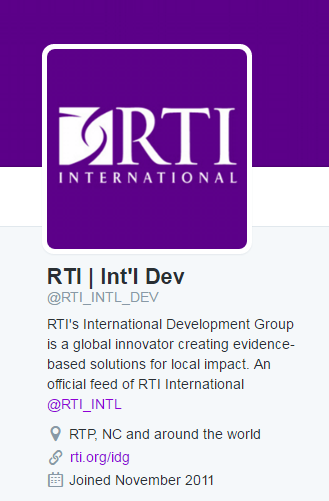 RTI
INTERNATIONAL
RTI | Int'l Dev
@RTI_INTL_DEV
RTI's International Development Group
is a global innovator creating evidence-
based solutions for local impact. An
official feed of RTI International
@RTI_INTL
RTP, NC and around the world
rti.org/idg
Joined November 2011